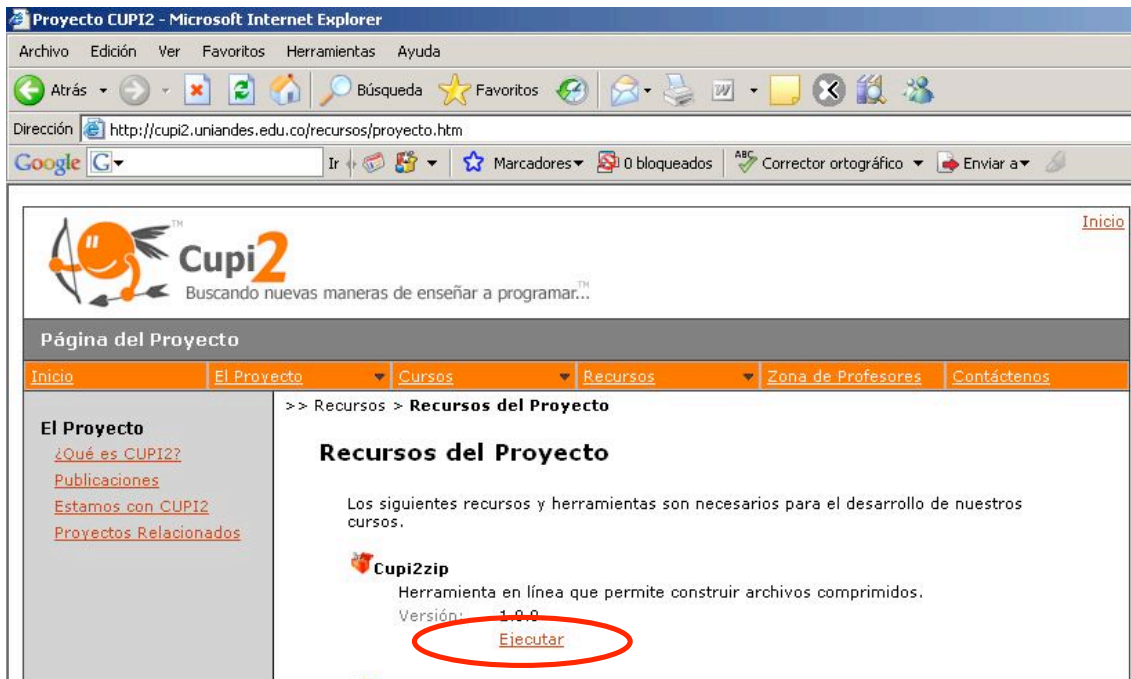 Proyecto CUPI2 - Microsoft Internet Explorer
Archivo Edición Ver Favoritos Herramientas Ayuda
Atrás Búsqueda Favoritos
Dirección http://cupi2.uniandes.edu.co/recursos/proyecto.htm
Google G Ir Marcadores 0 bloqueados ABC Corrector ortográfico Enviar a
Inicio
Cupi2 TM
Buscando nuevas maneras de enseñar a programar...TM
Página del Proyecto
Inicio El Proyecto Cursos Recursos Zona de Profesores Contáctenos
>> Recursos > Recursos del Proyecto
El Proyecto
¿Qué es CUPI2?
Publicaciones
Estamos con CUPI2
Proyectos Relacionados
Recursos del Proyecto
Los siguientes recursos y herramientas son necesarios para el desarrollo de nuestros
cursos.
Cupi2zip
Herramienta en línea que permite construir archivos comprimidos.
Versión:
Ejecutar